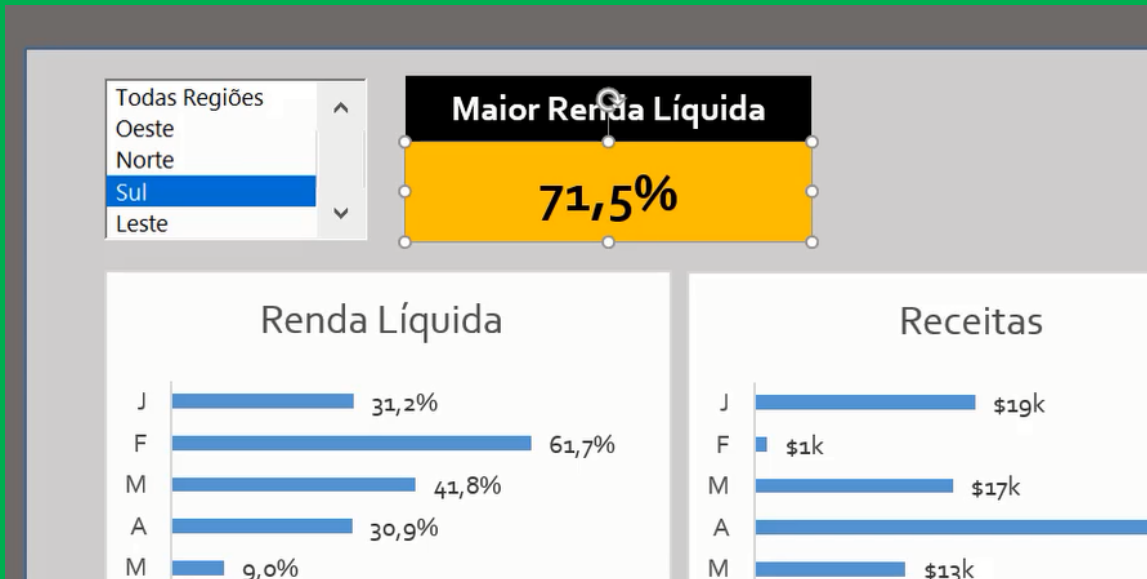 Todas Regiões
Oeste
Norte
Sul
Leste
Maior Renda Líquida
71,5%
Renda Líquida
J 31,2%
F 61,7%
M 41,8%
A 30,9%
M 9,0%
Receitas
J $19k
F $1k
M $17k
A
M $13k